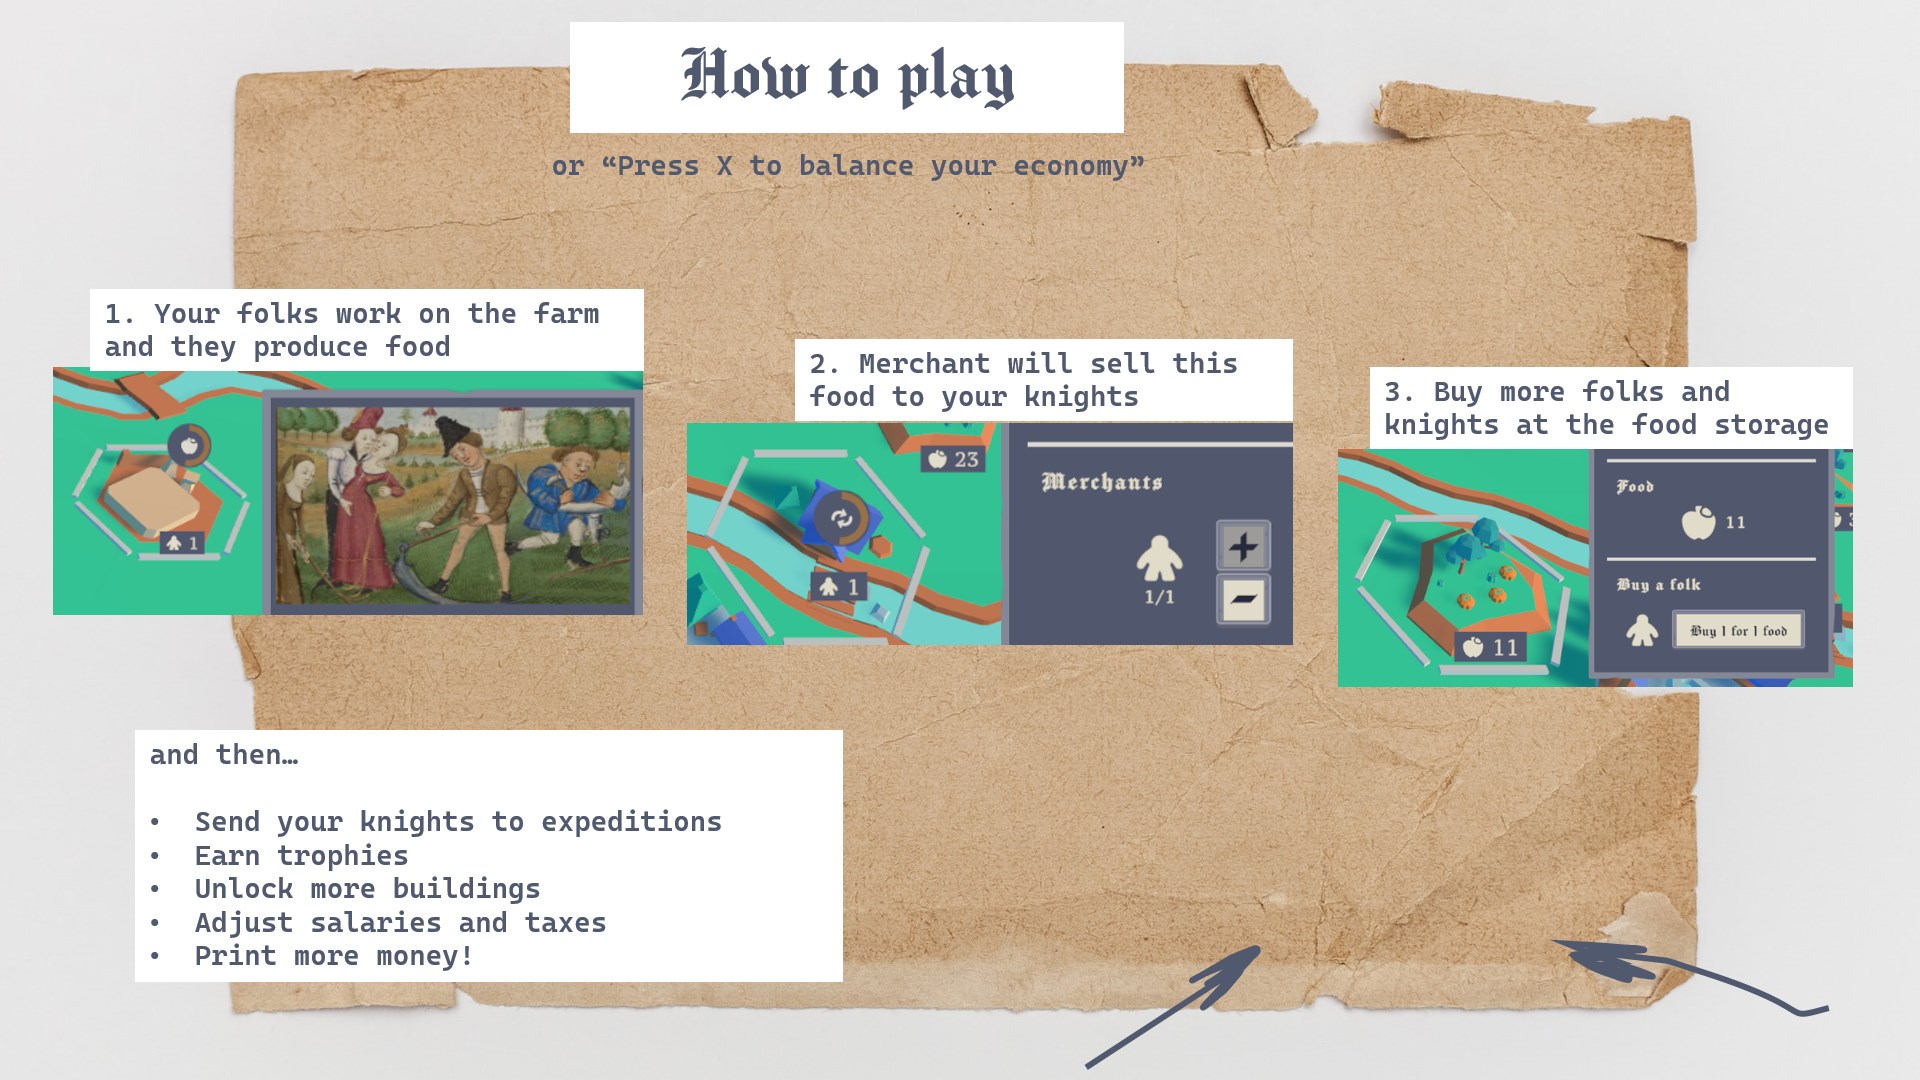 How to play
or “Press X to balance your economy”
1. Your folks work on the farm
and they produce food
1
2. Merchant will sell this
food to your knights
23
1
Merchants
1/1
3. Buy more folks and
knights at the food storage
11
Food
11
Buy a folk
Buy 1 for 1 food
and then…
• Send your knights to expeditions
• Earn trophies
• Unlock more buildings
• Adjust salaries and taxes
• Print more money!